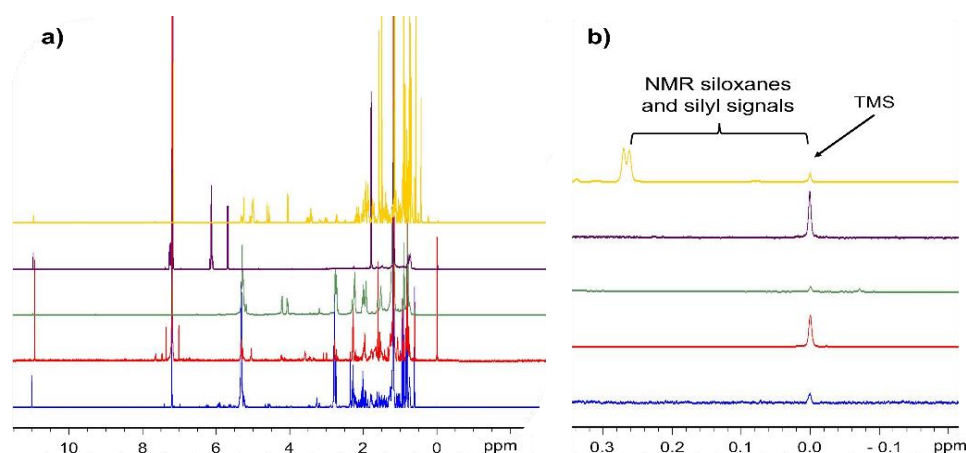 a)
10 8 6 4 2 0 ppm
b)
NMR siloxanes
and silyl signals
TMS
0.3 0.2 0.1 0.0 - 0.1 ppm